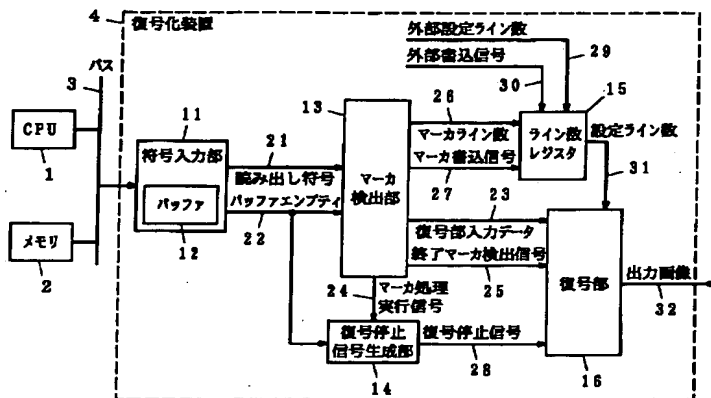 4
復号化装置
外部設定ライン数
外部書込信号
29
30
バス
3
CPU
1
メモリ
2
11
符号入力部
バッファ
12
21
読み出し符号
バッファエンプティ
22
13
マーカ
検出部
26
マーカライン数
マーカ書込信号
27
15
ライン数
レジスタ
設定ライン数
31
23
復号部入力データ
終了マーカ検出信号
25
24
マーカ処理
実行信号
復号停止
信号生成部
14
復号停止信号
28
復号部
16
出力画像
32